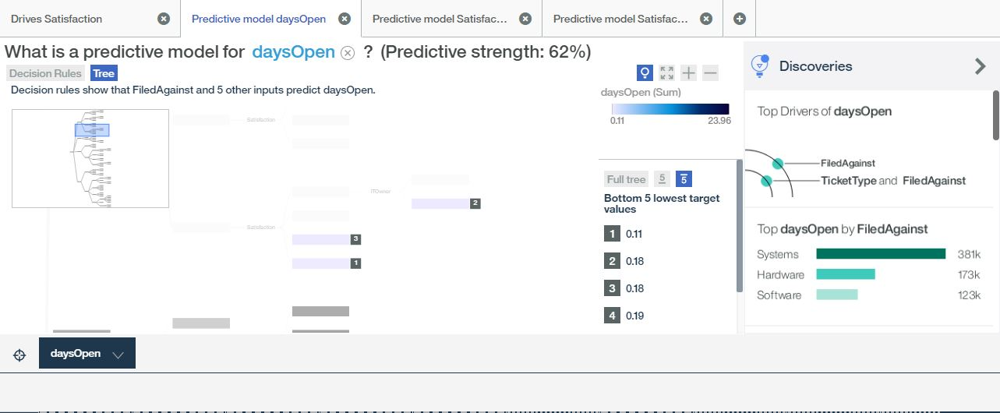 Drives Satisfaction
Predictive model daysOpen
Predictive model Satisfac...
Predictive model Satisfac...
What is a predictive model for daysOpen ? (Predictive strength: 62%)
Decision Rules Tree
Decision rules show that FiledAgainst and 5 other inputs predict daysOpen.
Satisfaction
ITOwner
2
Satisfaction
3
1
daysOpen (Sum)
0.11 23.96
Full tree 5 5
Bottom 5 lowest target
values
1 0.11
2 0.18
3 0.18
4 0.19
Discoveries
Top Drivers of daysOpen
FiledAgainst
TicketType and FiledAgainst
Top daysOpen by FiledAgainst
Systems 381k
Hardware 173k
Software 123k
daysOpen